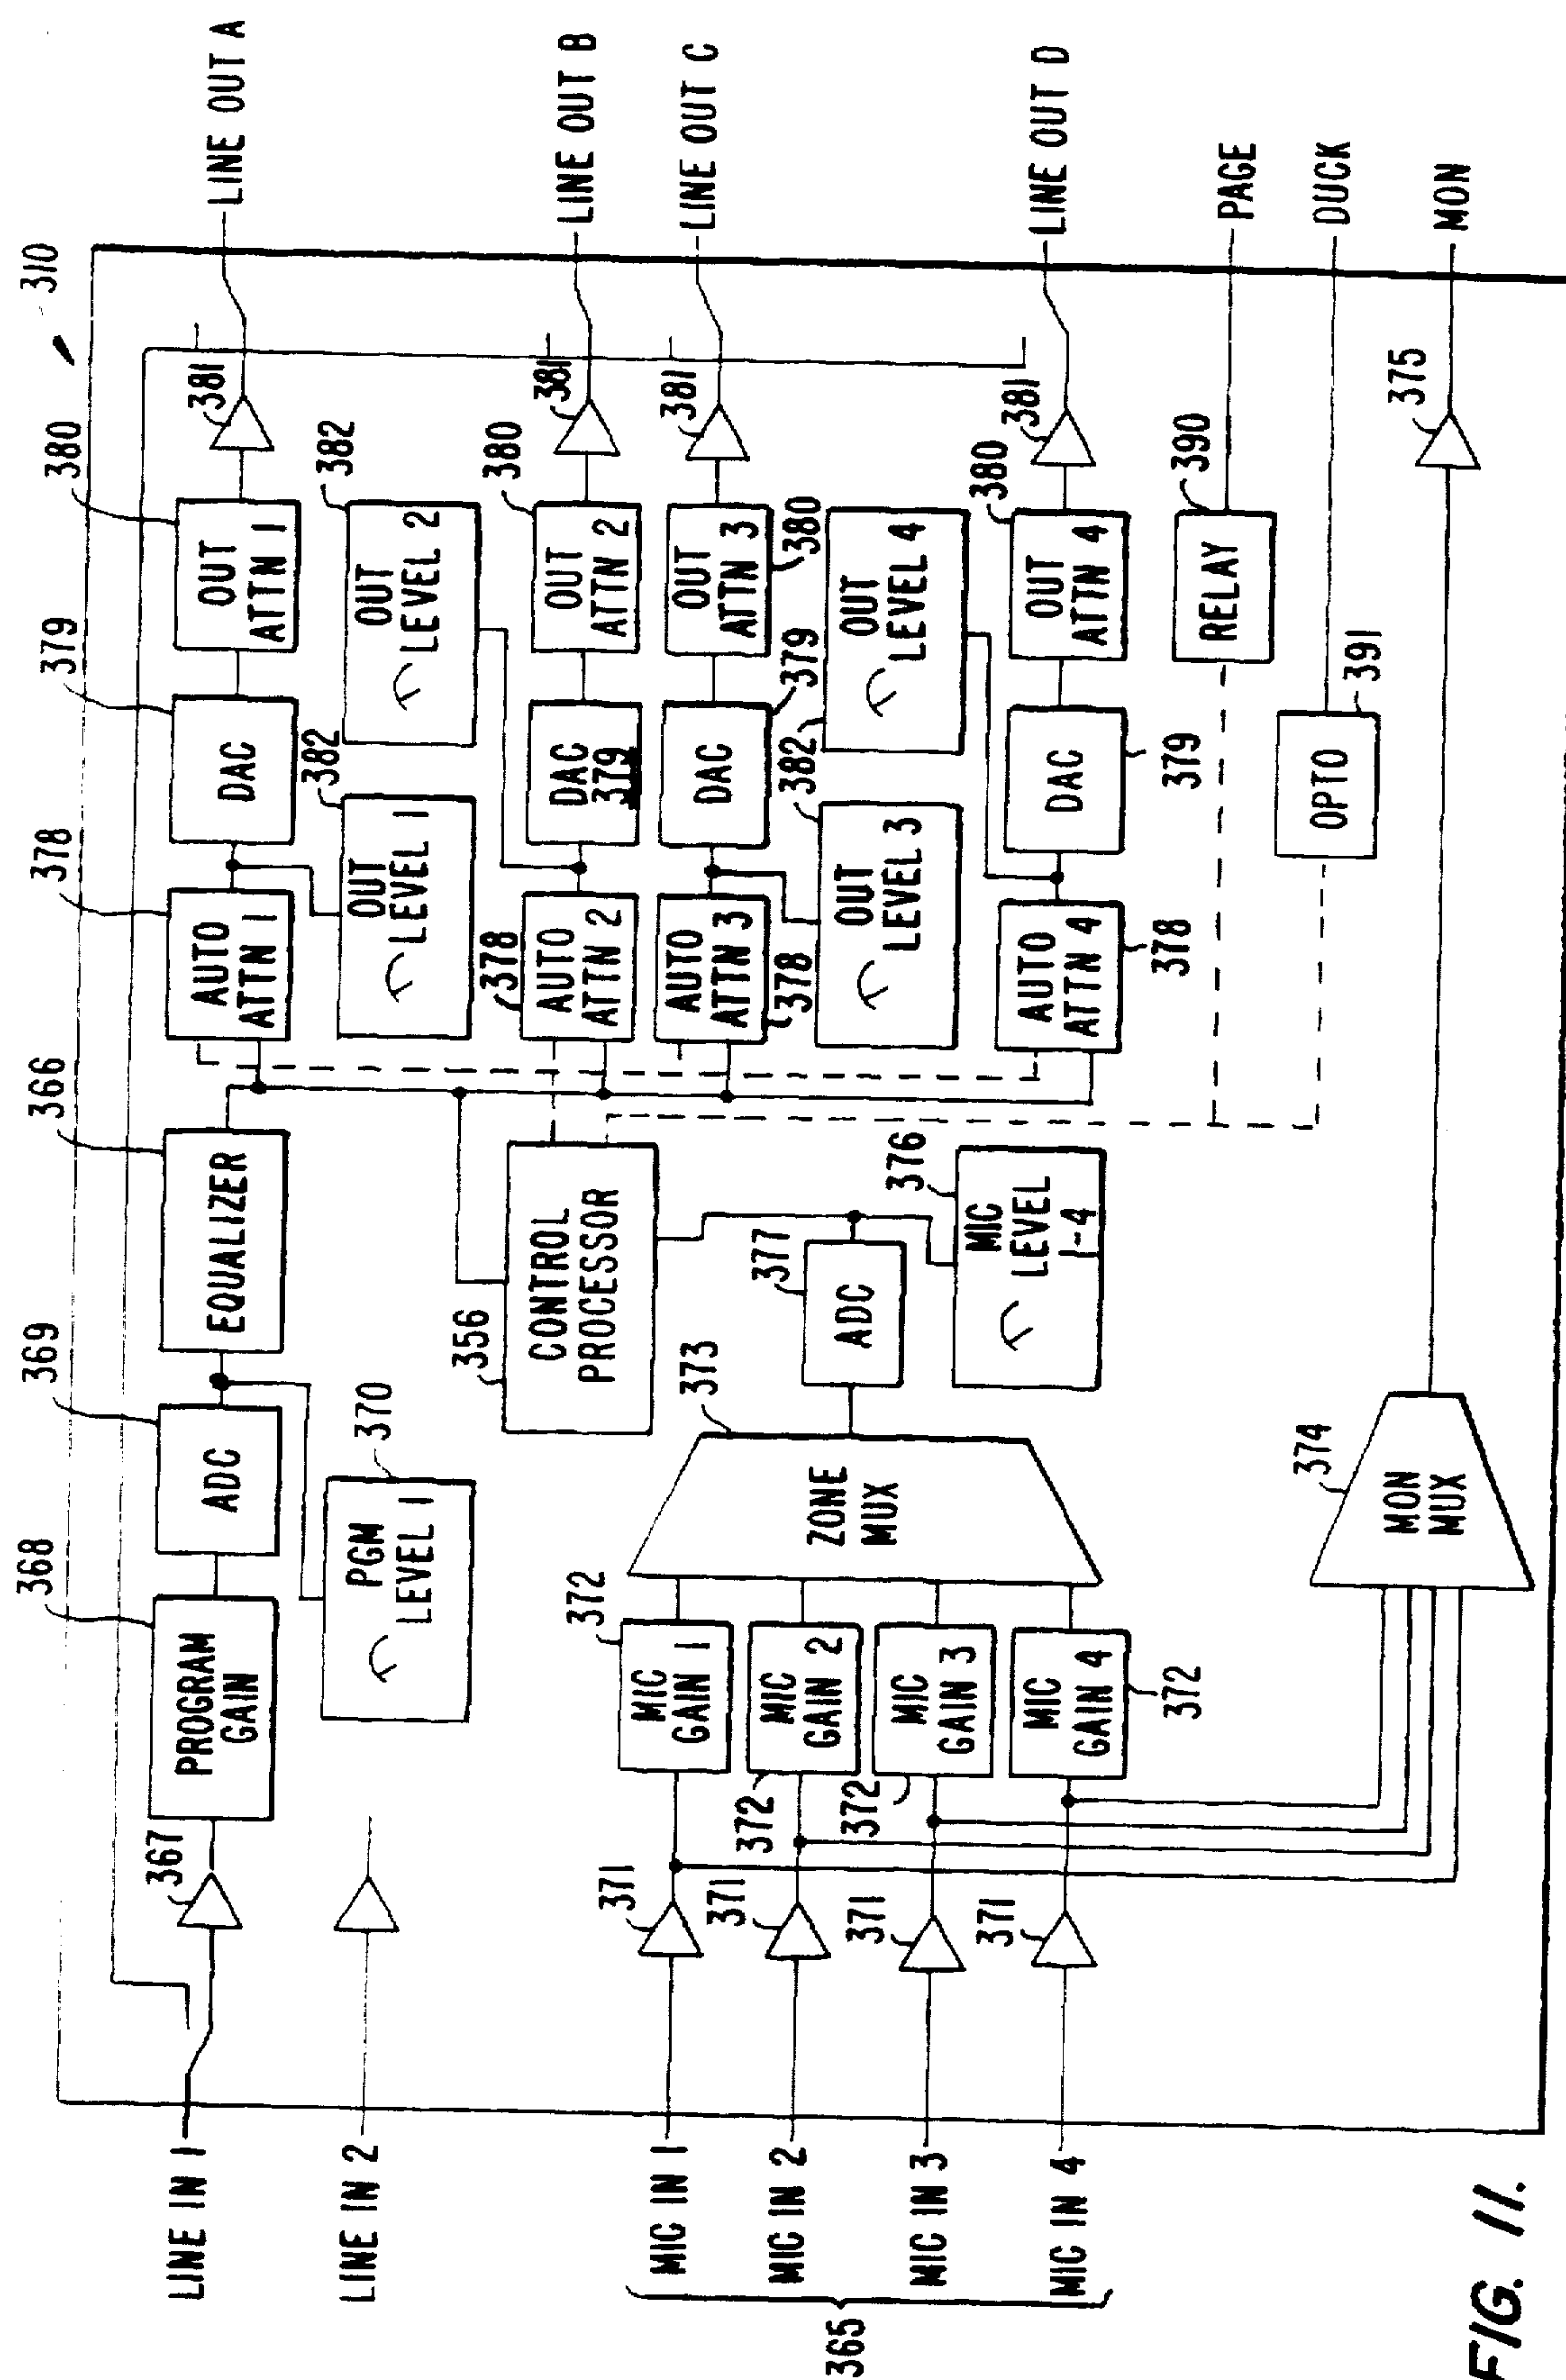 310
LINE IN 1
367
368
PROGRAM
GAIN
369
ADC
366
EQUALIZER
378
AUTO
ATTN 1
379
DAC
380
OUT
ATTN 1
381
LINE OUT A
LINE IN 2
370
PGM
LEVEL 1
382
OUT
LEVEL 1
382
OUT
LEVEL 2
356
CONTROL
PROCESSOR
378
AUTO
ATTN 2
DAC
379
380
OUT
ATTN 2
381
LINE OUT B
AUTO
ATTN 3
378
DAC
379
OUT
ATTN 3
380
381
LINE OUT C
382
OUT
LEVEL 3
OUT
LEVEL 4
AUTO
ATTN 4
378
DAC
379
380
OUT
ATTN 4
381
LINE OUT D
365
MIC IN 1
371
372
MIC
GAIN 1
MIC IN 2
371
372
MIC
GAIN 2
MIC IN 3
371
372
MIC
GAIN 3
MIC IN 4
371
MIC
GAIN 4
372
373
ZONE
MUX
377
ADC
376
MIC
LEVEL
1-4
390
RELAY
PAGE
391
OPTO
DUCK
374
MON
MUX
375
MON
FIG. 11.